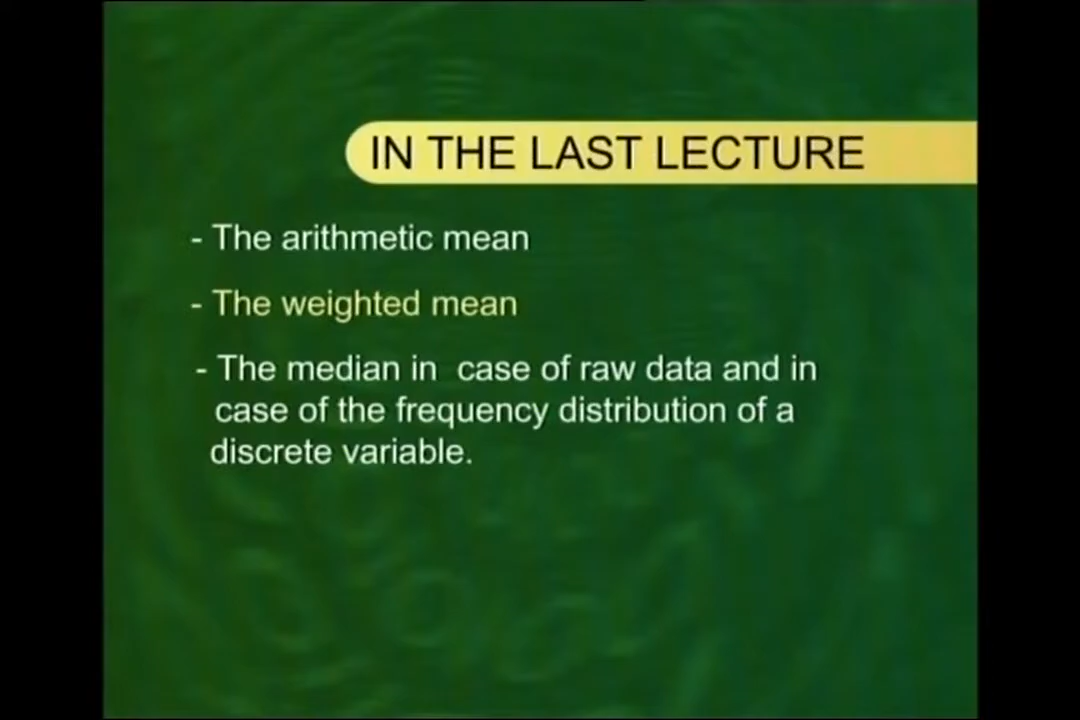 IN THE LAST LECTURE
- The arithmetic mean
- The weighted mean
- The median in case of raw data and in
case of the frequency distribution of a
discrete variable.